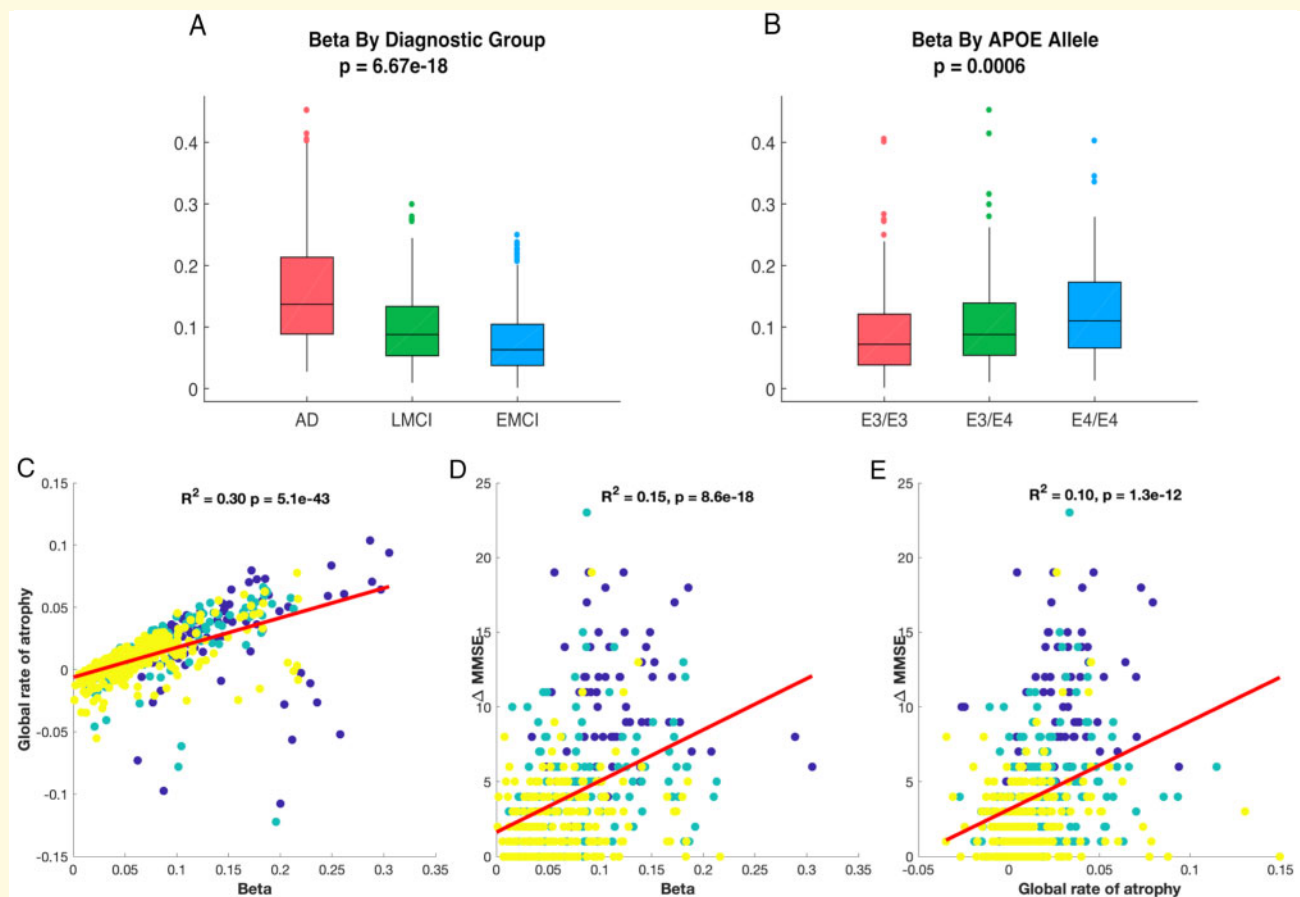 A
Beta By Diagnostic Group
p = 6.67e-18
0.4
0.3
0.2
0.1
0
AD LMCI EMCI
B
Beta By APOE Allele
p = 0.0006
0.4
0.3
0.2
0.1
0
E3/E3 E3/E4 E4/E4
C
R² = 0.30 p = 5.1e-43
Global rate of atrophy
0.15
0.1
0.05
0
-0.05
-0.1
-0.15
0 0.05 0.1 0.15 0.2 0.25 0.3 0.35
Beta
D
R² = 0.15, p = 8.6e-18
Δ MMSE
25
20
15
10
5
0
0 0.05 0.1 0.15 0.2 0.25 0.3 0.35
Beta
E
R² = 0.10, p = 1.3e-12
Δ MMSE
25
20
15
10
5
0
-0.05 0 0.05 0.1 0.15
Global rate of atrophy